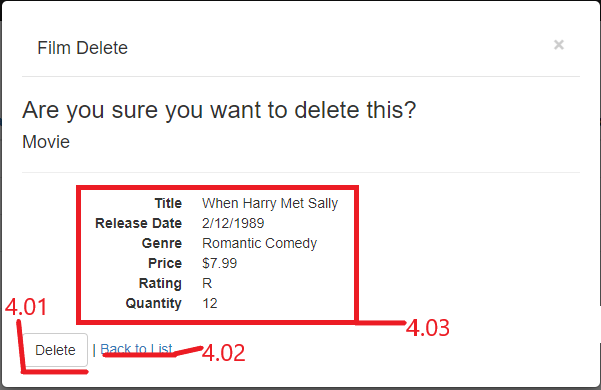 Film Delete ×
Are you sure you want to delete this?
Movie
Title When Harry Met Sally
Release Date 2/12/1989
Genre Romantic Comedy
Price $7.99
Rating R
Quantity 12
4.01
4.03
Delete | Back to List 4.02